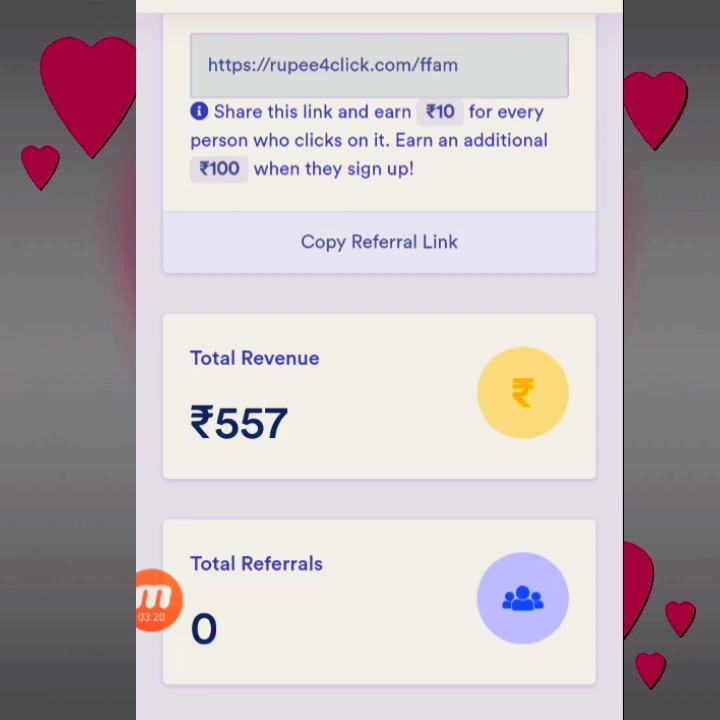 https://rupee4click.com/ffam
Share this link and earn ₹10 for every
person who clicks on it. Earn an additional
₹100 when they sign up!
Copy Referral Link
Total Revenue
₹557
Total Referrals
0
03:20